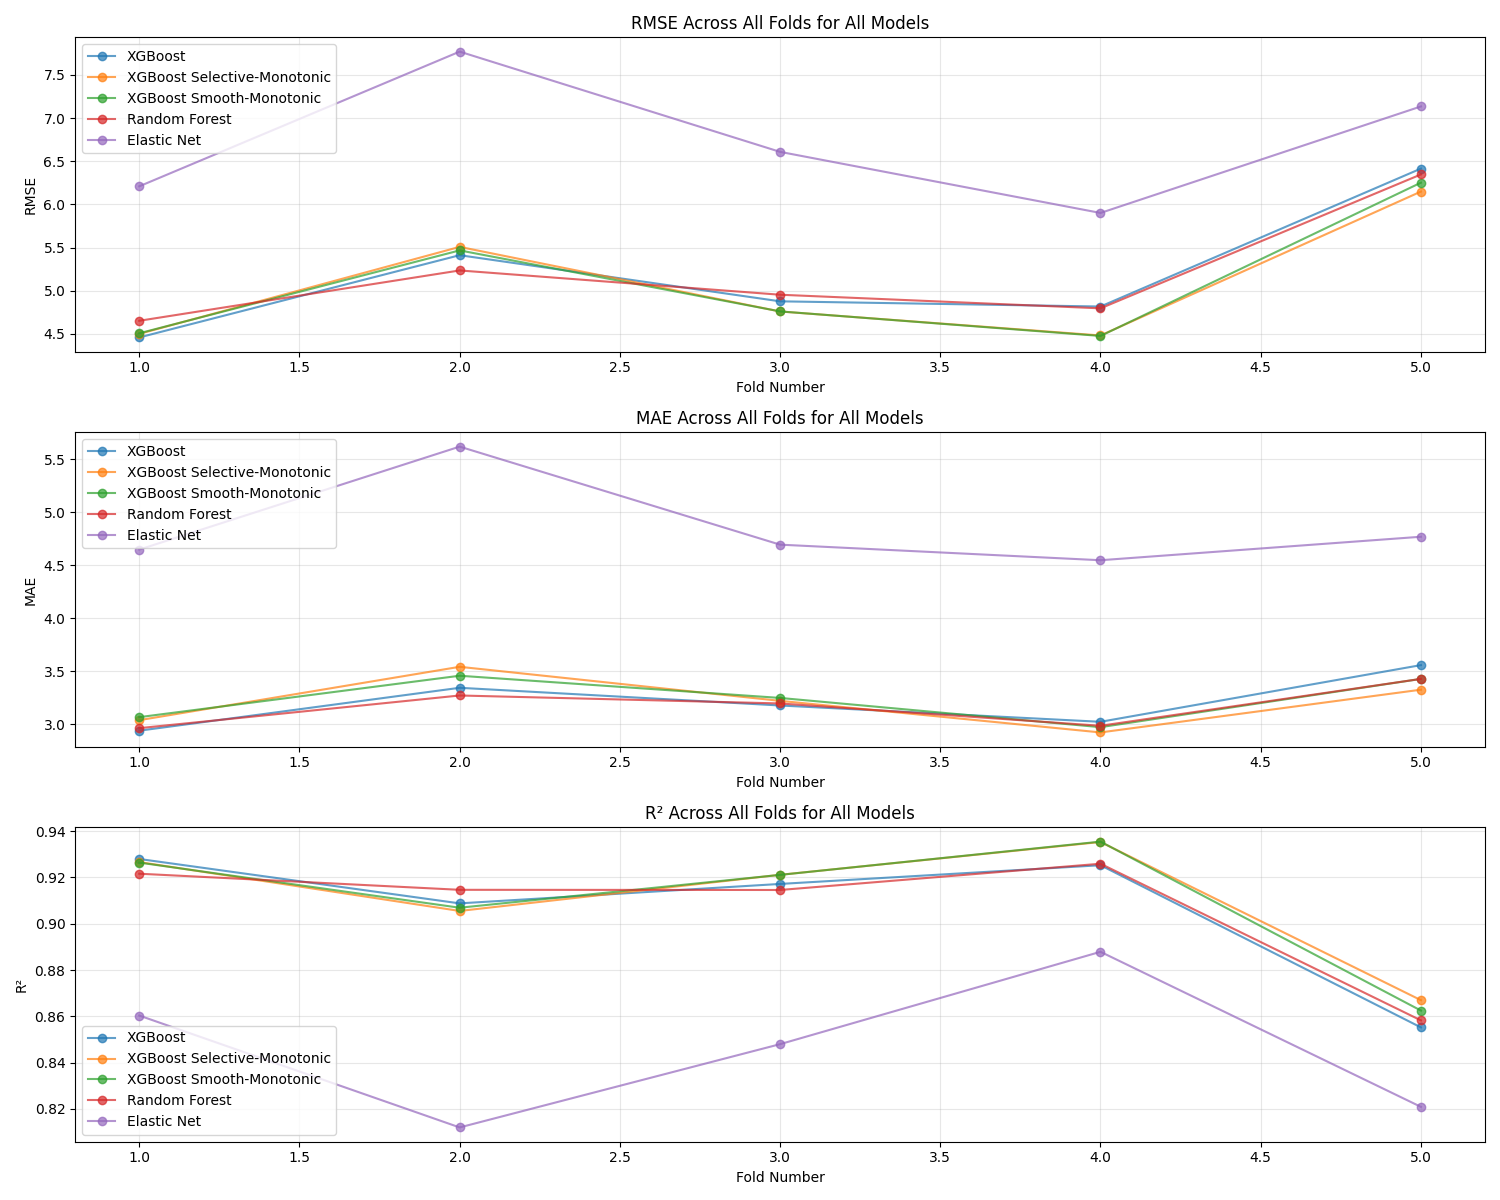 RMSE Across All Folds for All Models
XGBoost
XGBoost Selective-Monotonic
XGBoost Smooth-Monotonic
Random Forest
Elastic Net
7.5
7.0
6.5
6.0
5.5
5.0
4.5
RMSE
1.0 1.5 2.0 2.5 3.0 3.5 4.0 4.5 5.0
Fold Number
MAE Across All Folds for All Models
XGBoost
XGBoost Selective-Monotonic
XGBoost Smooth-Monotonic
Random Forest
Elastic Net
5.5
5.0
4.5
4.0
3.5
3.0
MAE
1.0 1.5 2.0 2.5 3.0 3.5 4.0 4.5 5.0
Fold Number
R² Across All Folds for All Models
0.94
0.92
0.90
0.88
0.86
0.84
0.82
R²
XGBoost
XGBoost Selective-Monotonic
XGBoost Smooth-Monotonic
Random Forest
Elastic Net
1.0 1.5 2.0 2.5 3.0 3.5 4.0 4.5 5.0
Fold Number